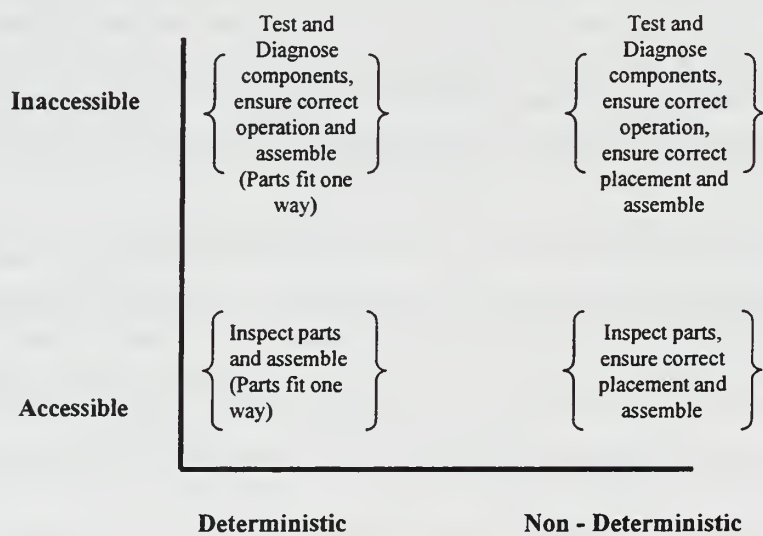 Inaccessible
Test and
Diagnose
components,
ensure correct
operation and
assemble
(Parts fit one
way)
Test and
Diagnose
components,
ensure correct
operation,
ensure correct
placement and
assemble
Accessible
Inspect parts
and assemble
(Parts fit one
way)
Inspect parts,
ensure correct
placement and
assemble
Deterministic
Non - Deterministic